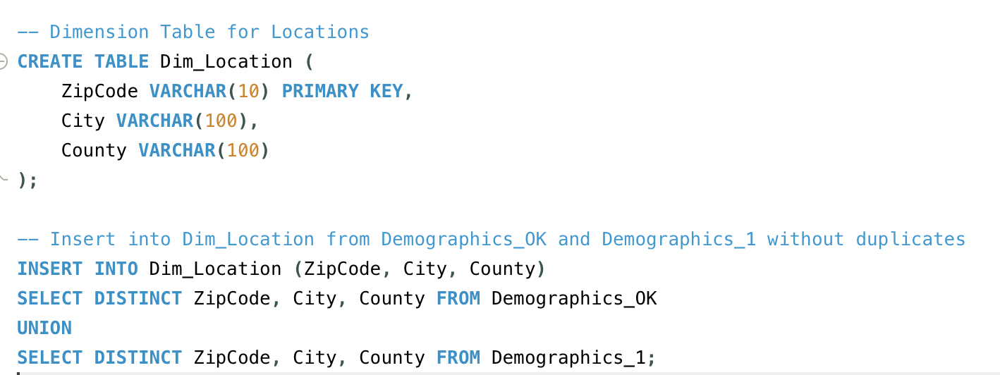 -- Dimension Table for Locations
CREATE TABLE Dim_Location (
    ZipCode VARCHAR(10) PRIMARY KEY,
    City VARCHAR(100),
    County VARCHAR(100)
);
-- Insert into Dim_Location from Demographics_OK and Demographics_1 without duplicates
INSERT INTO Dim_Location (ZipCode, City, County)
SELECT DISTINCT ZipCode, City, County FROM Demographics_OK
UNION
SELECT DISTINCT ZipCode, City, County FROM Demographics_1;